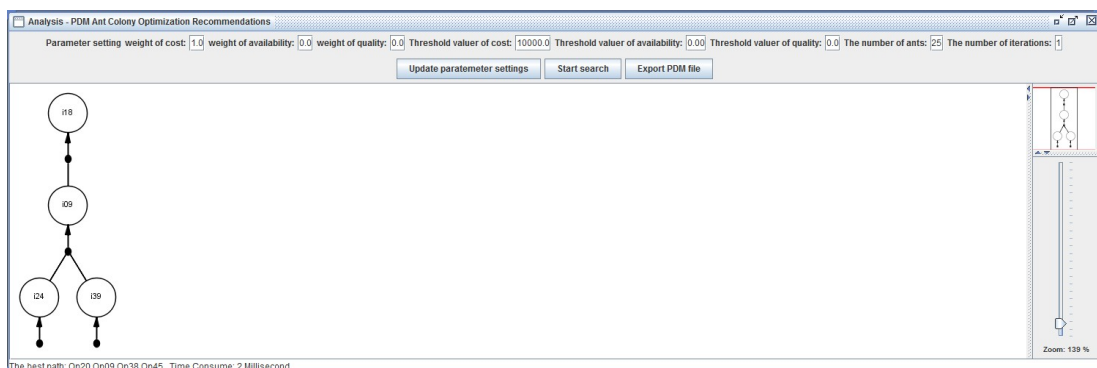 Analysis - PDM Ant Colony Optimization Recommendations
Parameter setting weight of cost: 1.0 weight of availability: 0.0 weight of quality: 0.0 Threshold valuer of cost: 10000.0 Threshold valuer of availability: 0.00 Threshold valuer of quality: 0.0 The number of ants: 25 The number of iterations: 1
Update paratemeter settings Start search Export PDM file
i18
i09
i24 i39
Zoom: 139 %
The best path: Op20 Op09 Op38 Op45 Time Consume: 2 Millisecond